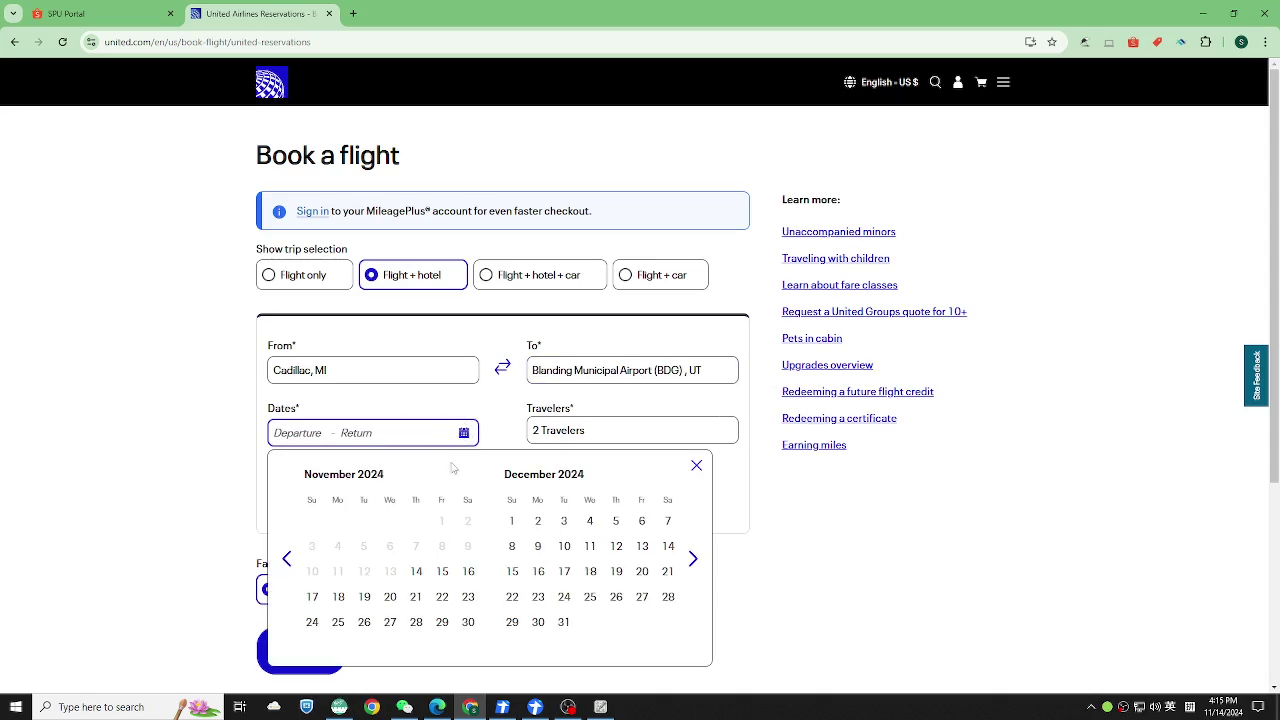 SPU Portal
United Airlines Reservations - B
united.com/en/us/book-flight/united-reservations
S
English - US $
Book a flight
Sign in to your MileagePlus® account for even faster checkout.
Show trip selection
Flight only
Flight + hotel
Flight + hotel + car
Flight + car
From*
To*
Cadillac, MI
Blanding Municipal Airport (BDG) , UT
Dates*
Travelers*
Departure - Return
2 Travelers
November 2024
Su Mo Tu We Th Fr Sa
1 2
3 4 5 6 7 8 9
10 11 12 13 14 15 16
17 18 19 20 21 22 23
24 25 26 27 28 29 30
December 2024
Su Mo Tu We Th Fr Sa
1 2 3 4 5 6 7
8 9 10 11 12 13 14
15 16 17 18 19 20 21
22 23 24 25 26 27 28
29 30 31
Fa
Learn more:
Unaccompanied minors
Traveling with children
Learn about fare classes
Request a United Groups quote for 10+
Pets in cabin
Upgrades overview
Redeeming a future flight credit
Redeeming a certificate
Earning miles
Site Feedback
Type here to search
英
拼
4:15 PM
11/14/2024